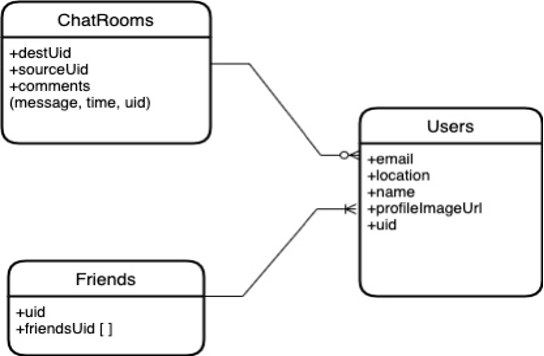 ChatRooms
+destUid
+sourceUid
+comments
(message, time, uid)
Users
+email
+location
+name
+profileImageUrl
+uid
Friends
+uid
+friendsUid [ ]